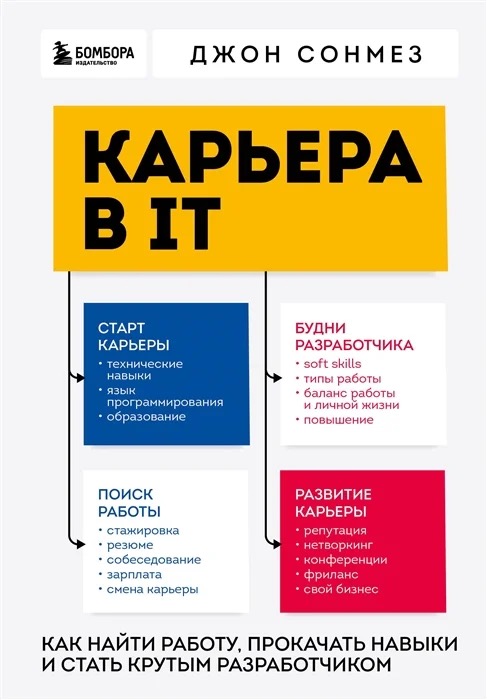 БОМБОРА
ИЗДАТЕЛЬСТВО
ДЖОН СОНМЕЗ
КАРЬЕРА
В IT
СТАРТ
КАРЬЕРЫ
• технические
навыки
• язык
программирования
• образование
БУДНИ
РАЗРАБОТЧИКА
• soft skills
• типы работы
• баланс работы
и личной жизни
• повышение
ПОИСК
РАБОТЫ
• стажировка
• резюме
• собеседование
• зарплата
• смена карьеры
РАЗВИТИЕ
КАРЬЕРЫ
• репутация
• нетворкинг
• конференции
• фриланс
• свой бизнес
КАК НАЙТИ РАБОТУ, ПРОКАЧАТЬ НАВЫКИ
И СТАТЬ КРУТЫМ РАЗРАБОТЧИКОМ